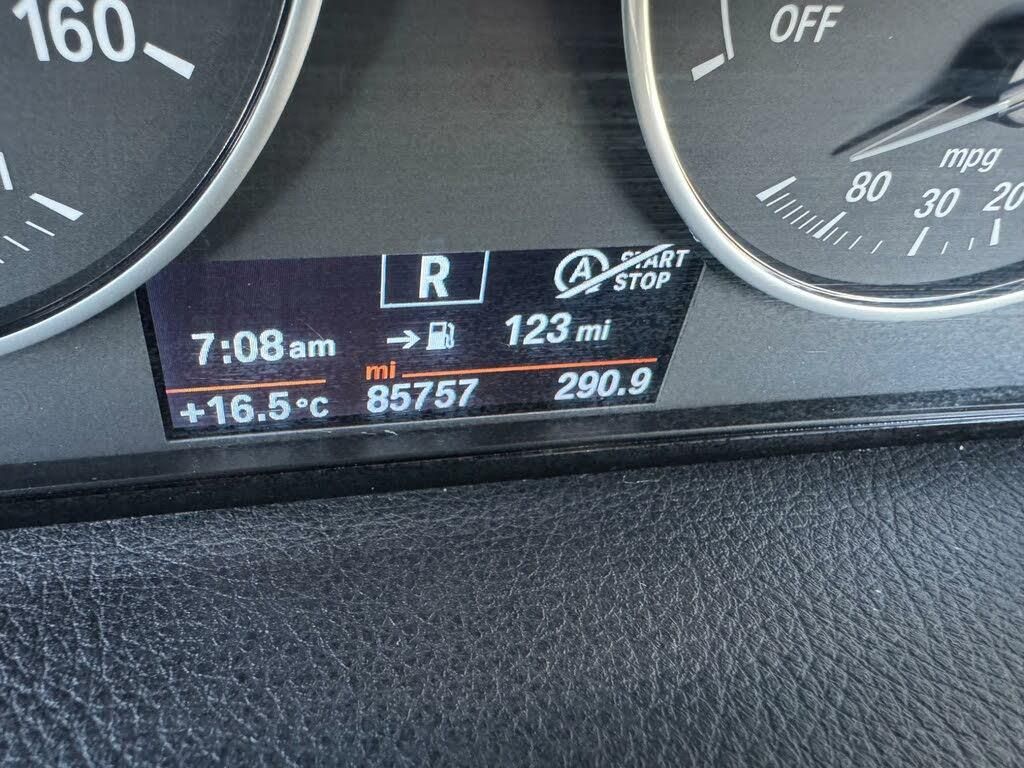 160
OFF
mpg
80 30 20
R
A START
STOP
7:08am
123 mi
mi
+16.5°C 85757 290.9